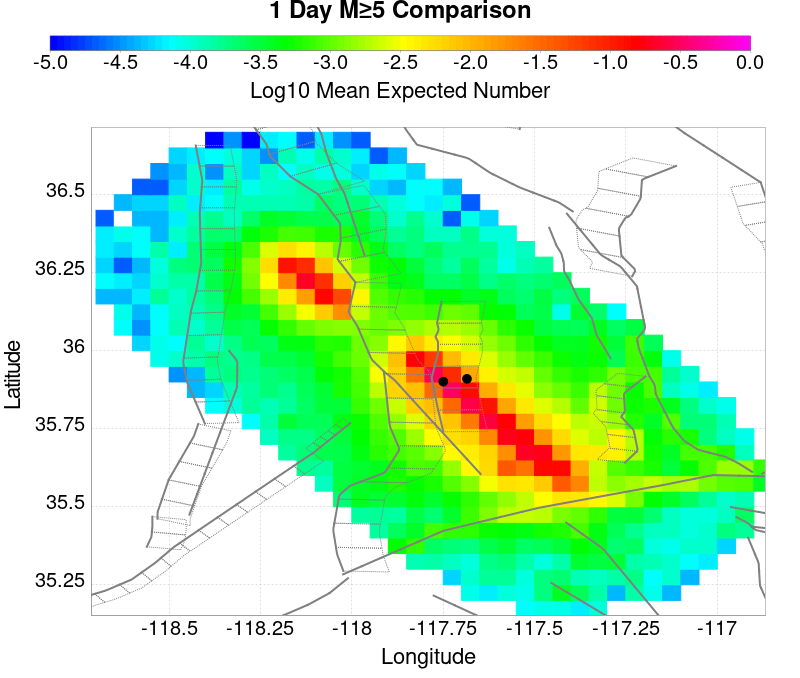 1 Day M≥5 Comparison
-5.0 -4.5 -4.0 -3.5 -3.0 -2.5 -2.0 -1.5 -1.0 -0.5 0.0
Log10 Mean Expected Number
36.5
36.25
36
35.75
35.5
35.25
Latitude
-118.5 -118.25 -118 -117.75 -117.5 -117.25 -117
Longitude